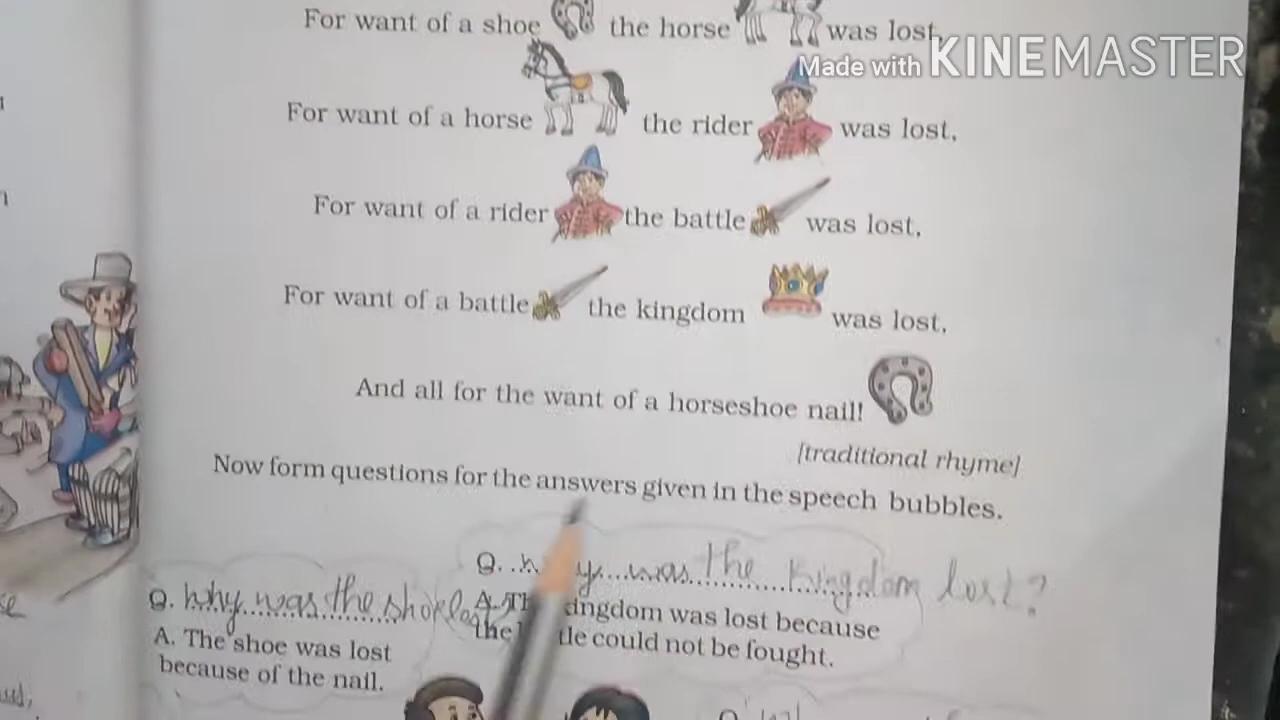 For want of a shoe the horse was lost,
Made with KINEMASTER
For want of a horse the rider was lost,
For want of a rider the battle was lost,
For want of a battle the kingdom was lost,
And all for the want of a horseshoe nail!
[traditional rhyme]
Now form questions for the answers given in the speech bubbles.
Q. why was the kingdom lost?
A. The kingdom was lost because
the battle could not be fought.
Q. why was the shoe
A. The shoe was lost
because of the nail.